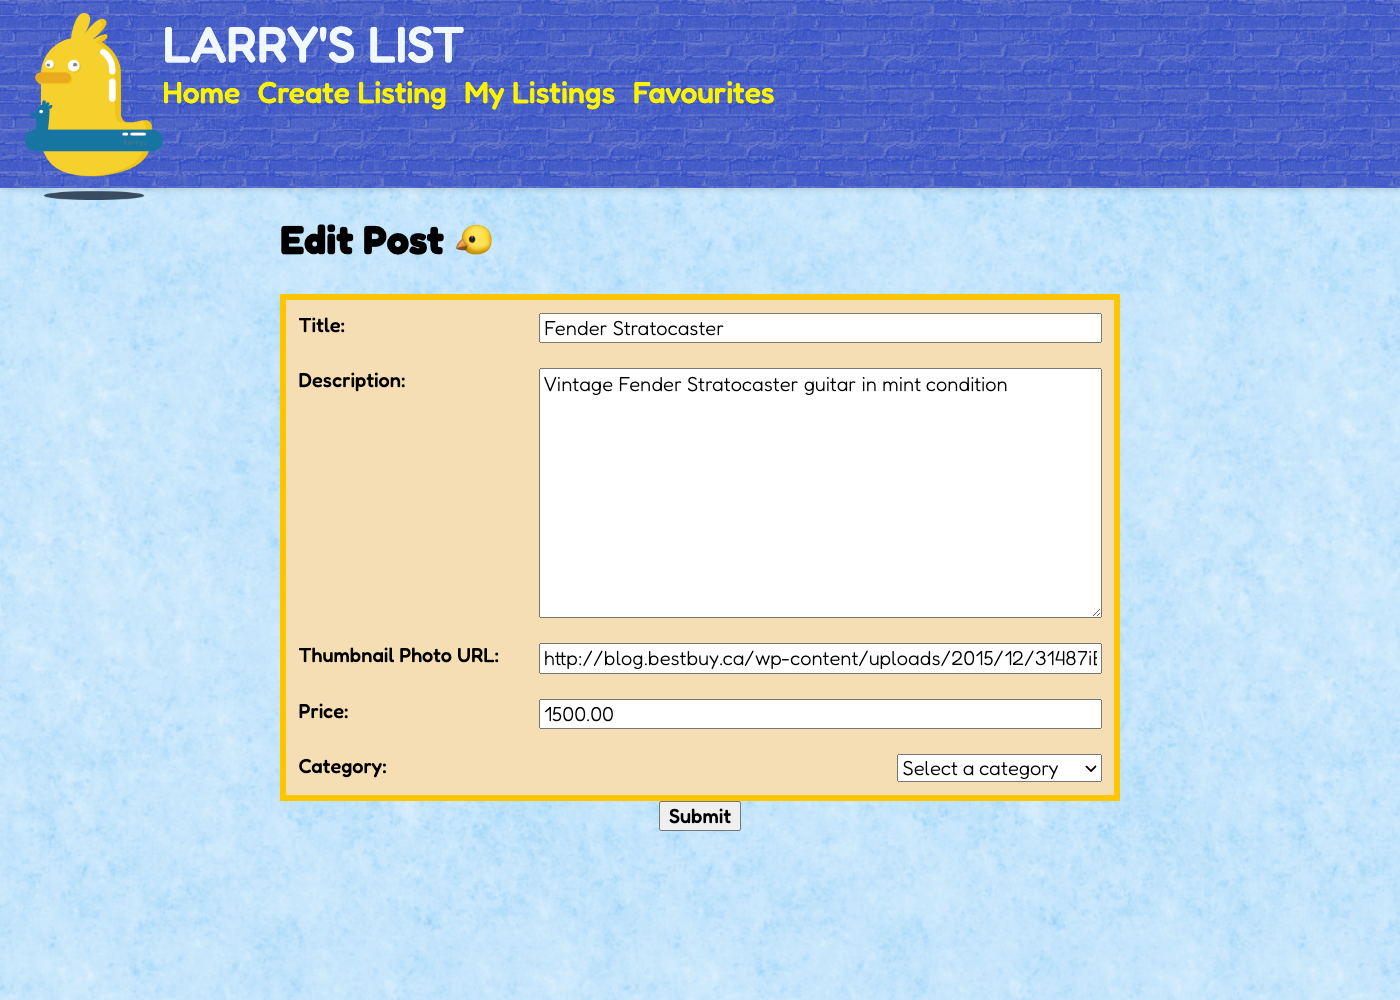 LARRY'S LIST
Home Create Listing My Listings Favourites
Edit Post
Title: Fender Stratocaster
Description: Vintage Fender Stratocaster guitar in mint condition
Thumbnail Photo URL: http://blog.bestbuy.ca/wp-content/uploads/2015/12/31487i
Price: 1500.00
Category: Select a category
Submit